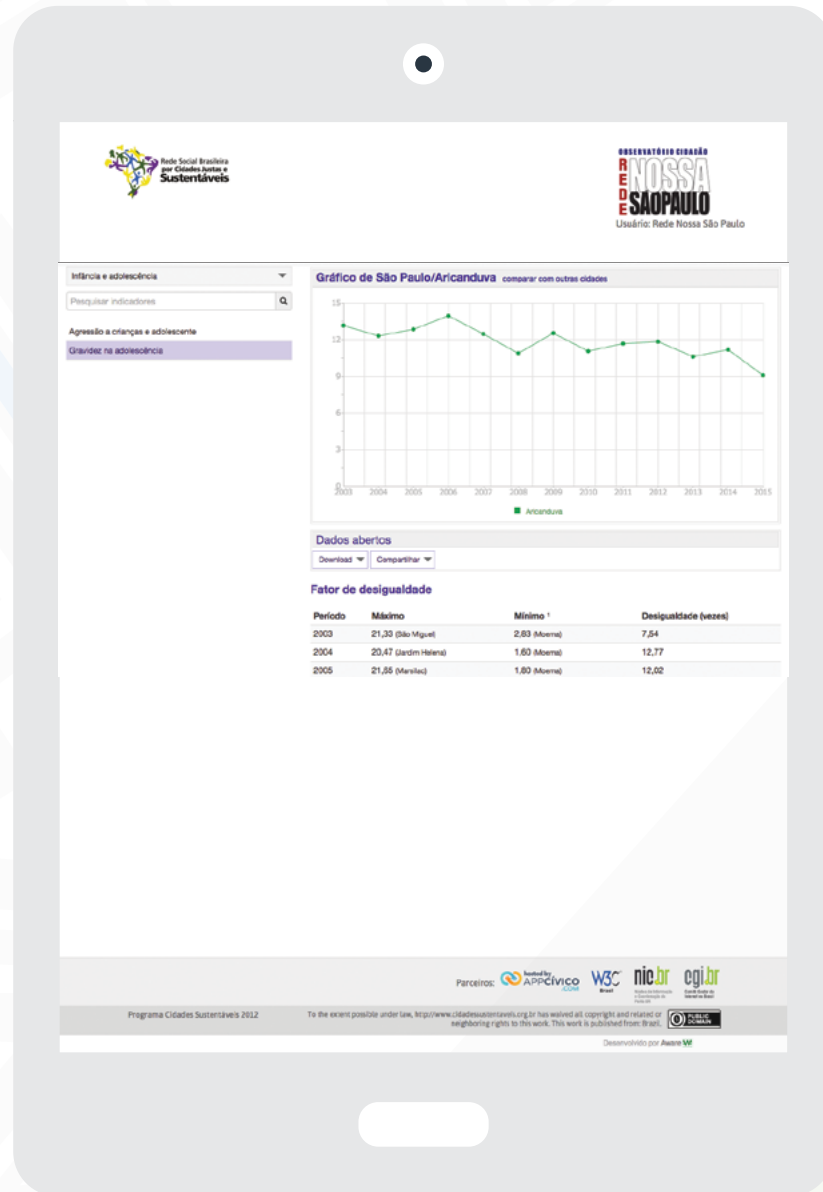 Rede Social Brasileira
por Cidades Justas e
Sustentáveis
OBSERVATÓRIO CIDADÃO
REDE
NOSSA
SÃOPAULO
Usuário: Rede Nossa São Paulo
Infância e adolescência
Pesquisar indicadores
Agressão a crianças e adolescente
Gravidez na adolescência
Gráfico de São Paulo/Aricanduva comparar com outras cidades
15
12
9
6
3
0
2003 2004 2005 2006 2007 2008 2009 2010 2011 2012 2013 2014 2015
Aricanduva
Dados abertos
Download Compartilhar
Fator de desigualdade
Período Máximo Mínimo ¹ Desigualdade (vezes)
2003 21,33 (São Miguel) 2,83 (Moema) 7,54
2004 20,47 (Jardim Helena) 1,60 (Moema) 12,77
2005 21,65 (Marsilac) 1,80 (Moema) 12,02
Parceiros: hosted by APPCÍVICO .COM W3C Brasil nic.br cgi.br
Programa Cidades Sustentáveis 2012
To the extent possible under law, http://www.cidadessustentaveis.org.br has waived all copyright and related or
neighboring rights to this work. This work is published from: Brazil.
PUBLIC
DOMAIN
Desenvolvido por Aware